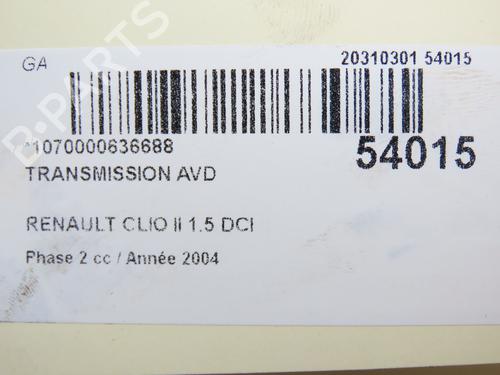 GA
20310301 54015
*1070000636688
54015
TRANSMISSION AVD
RENAULT CLIO II 1.5 DCI
Phase 2 cc / Année 2004
B-PARTS